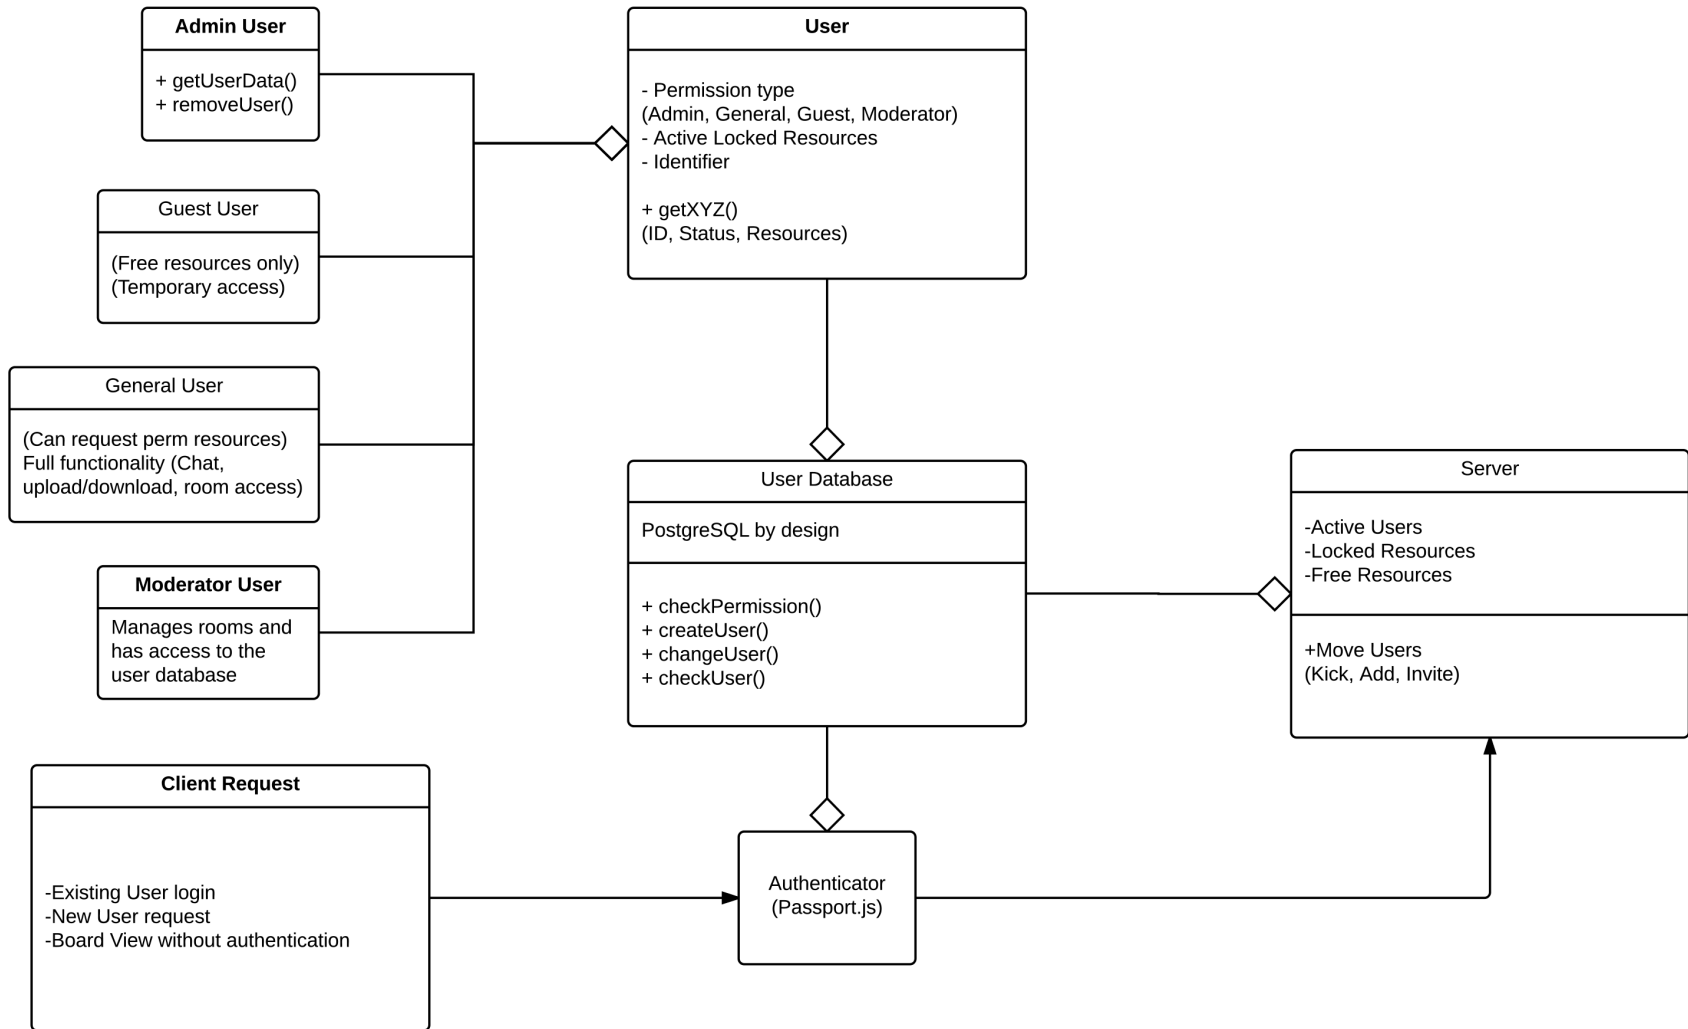 Admin User
+ getUserData()
+ removeUser()
User
- Permission type
(Admin, General, Guest, Moderator)
- Active Locked Resources
- Identifier
+ getXYZ()
(ID, Status, Resources)
Guest User
(Free resources only)
(Temporary access)
General User
(Can request perm resources)
Full functionality (Chat,
upload/download, room access)
Moderator User
Manages rooms and
has access to the
user database
User Database
PostgreSQL by design
+ checkPermission()
+ createUser()
+ changeUser()
+ checkUser()
Server
-Active Users
-Locked Resources
-Free Resources
+Move Users
(Kick, Add, Invite)
Client Request
-Existing User login
-New User request
-Board View without authentication
Authenticator
(Passport.js)